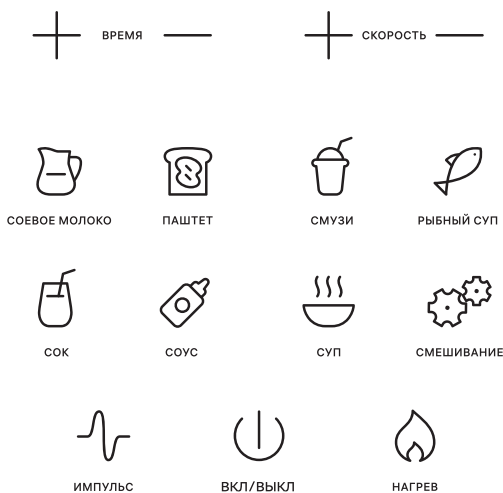 ВРЕМЯ
СКОРОСТЬ
СОЕВОЕ МОЛОКО
ПАШТЕТ
СМУЗИ
РЫБНЫЙ СУП
СОК
СОУС
СУП
СМЕШИВАНИЕ
ИМПУЛЬС
ВКЛ/ВЫКЛ
НАГРЕВ